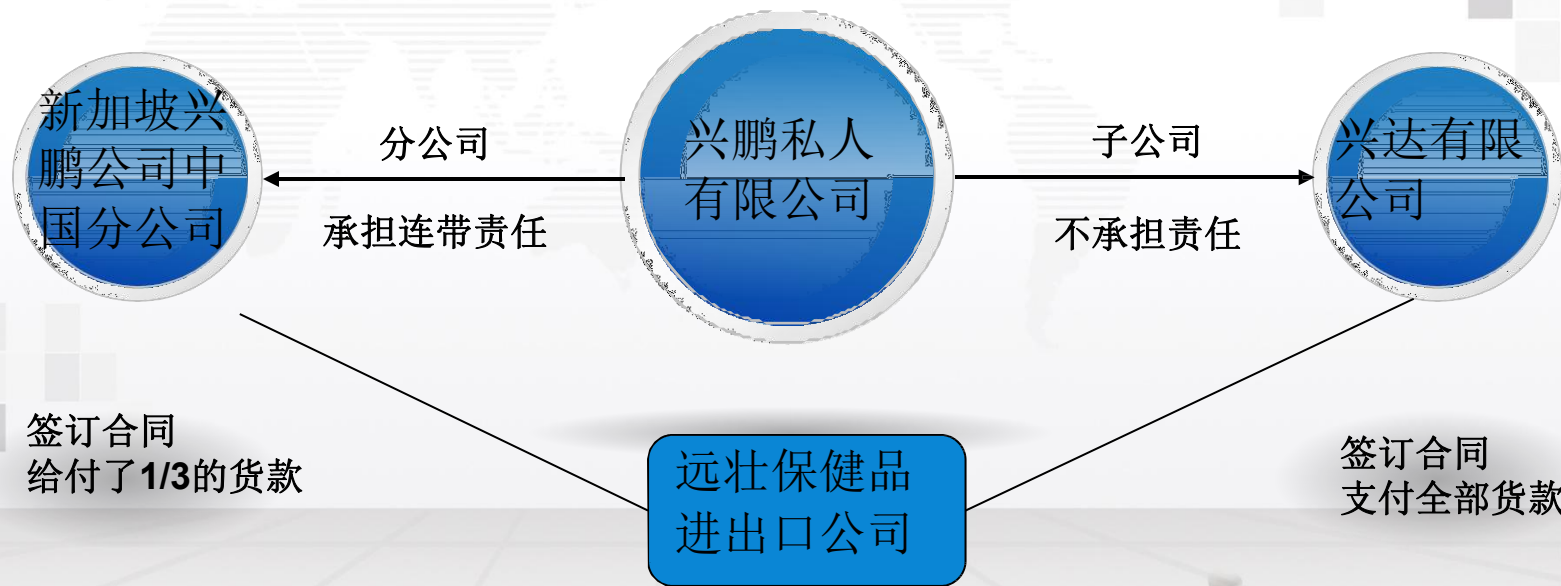 新加坡兴
鹏公司中
国分公司
分公司
承担连带责任
兴鹏私人
有限公司
子公司
不承担责任
兴达有限
公司
签订合同
给付了1/3的货款
远壮保健品
进出口公司
签订合同
支付全部货款